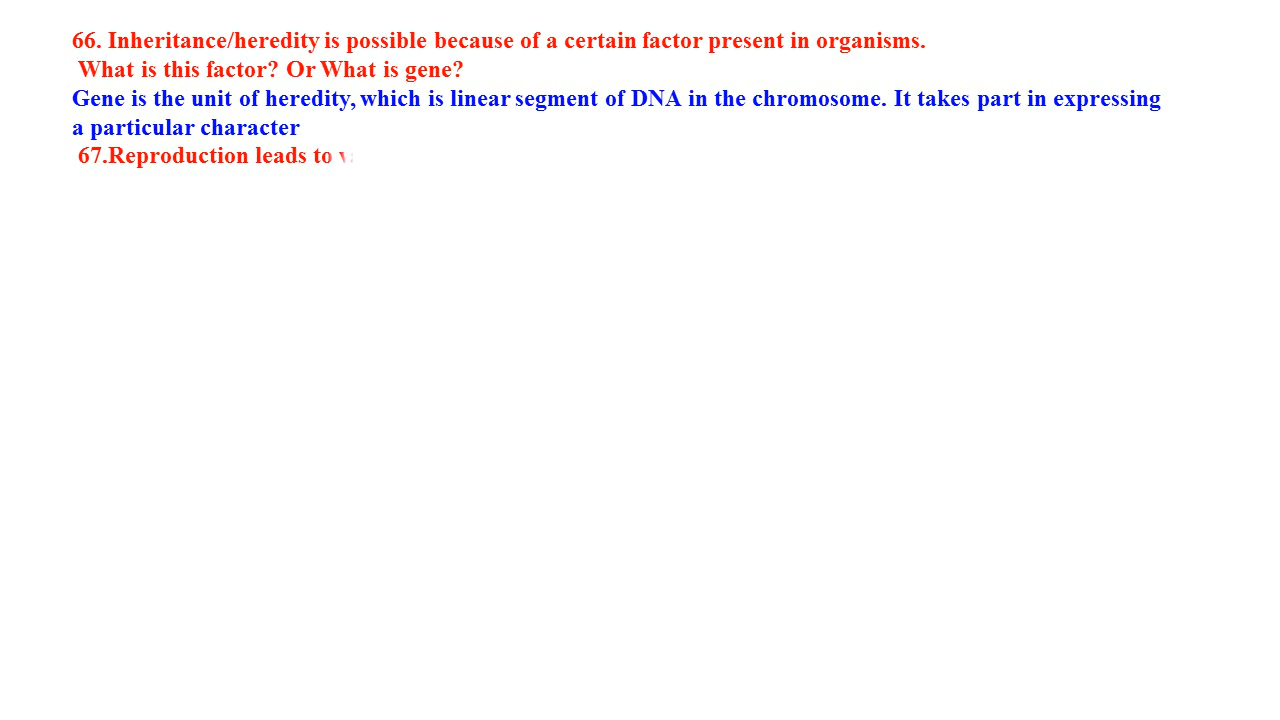 66. Inheritance/heredity is possible because of a certain factor present in organisms.
What is this factor? Or What is gene?
Gene is the unit of heredity, which is linear segment of DNA in the chromosome. It takes part in expressing
a particular character
67.Reproduction leads to